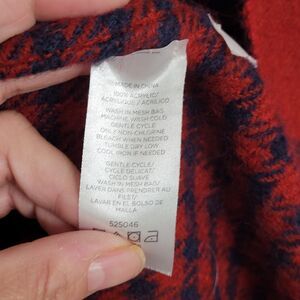 MADE IN CHINA
100% ACRYLIC/
ACRYLIQUE / ACRILICO
WASH IN MESH BAG
MACHINE WASH COLD
GENTLE CYCLE
ONLY NON-CHLORINE
BLEACH WHEN NEEDED
TUMBLE DRY LOW
COOL IRON IF NEEDED
GENTLE CYCLE/
CYCLE DELICAT/
CICLO SUAVE
WASH IN MESH BAG/
LAVER DANS PRENDRER AU
FILET/
LAVAR EN EL BOLSO DE
MALLA
525046